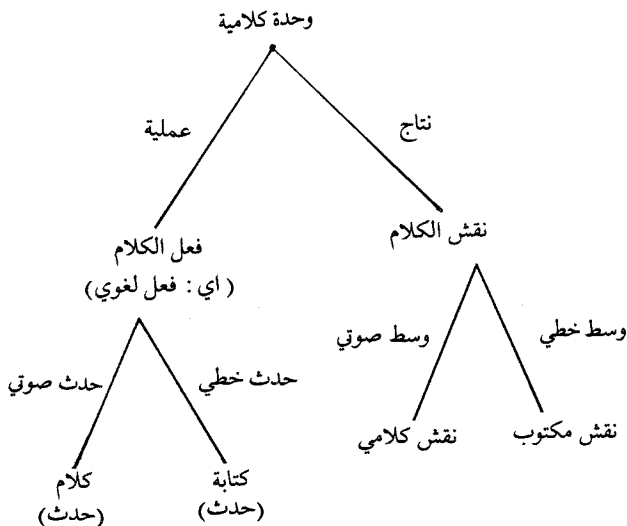 وحدة كلامية
نتاج
عملية
نقش الكلام
فعل الكلام
(اي : فعل لغوي)
وسط خطي
وسط صوتي
حدث خطي
حدث صوتي
نقش مكتوب
نقش كلامي
كتابة
(حدث)
كلام
(حدث)